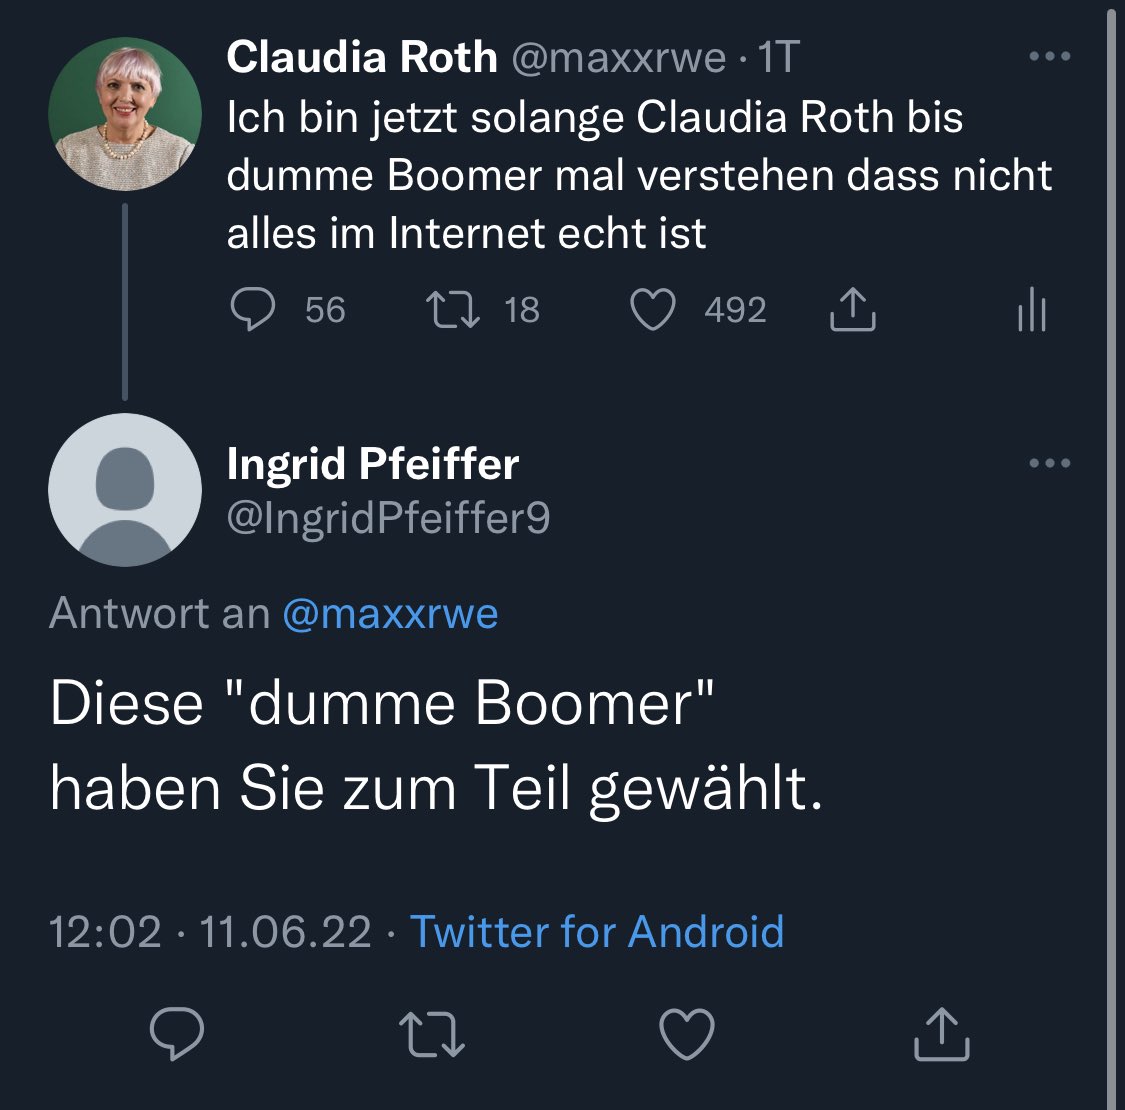 Claudia Roth @maxxrwe · 1T
Ich bin jetzt solange Claudia Roth bis
dumme Boomer mal verstehen dass nicht
alles im Internet echt ist
56 18 492
Ingrid Pfeiffer
@IngridPfeiffer9
Antwort an @maxxrwe
Diese "dumme Boomer"
haben Sie zum Teil gewählt.
12:02 · 11.06.22 · Twitter for Android